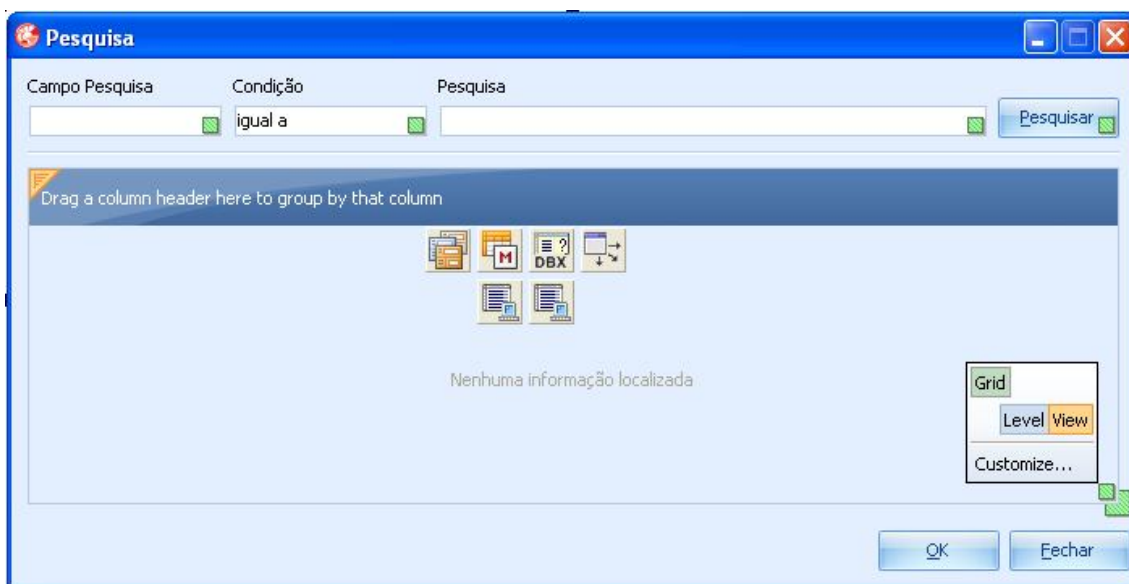 Pesquisa
Campo Pesquisa Condição Pesquisa
igual a Pesquisar
Drag a column header here to group by that column
M ? DBX
Nenhuma informação localizada
Grid
Level View
Customize...
OK Fechar